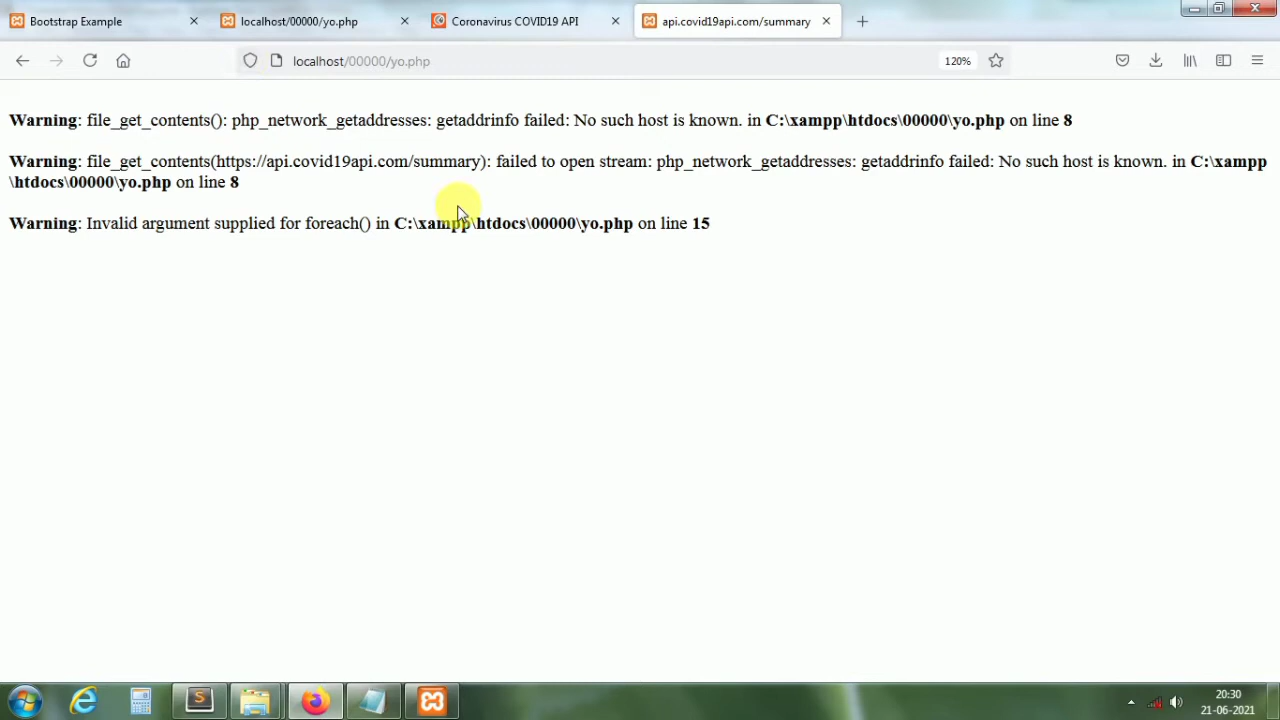 Bootstrap Example
localhost/00000/yo.php
Coronavirus COVID19 API
api.covid19api.com/summary
localhost/00000/yo.php
120%
Warning: file_get_contents(): php_network_getaddresses: getaddrinfo failed: No such host is known. in C:\xampp\htdocs\00000\yo.php on line 8
Warning: file_get_contents(https://api.covid19api.com/summary): failed to open stream: php_network_getaddresses: getaddrinfo failed: No such host is known. in C:\xampp
\htdocs\00000\yo.php on line 8
Warning: Invalid argument supplied for foreach() in C:\xampp\htdocs\00000\yo.php on line 15
20:30
21-06-2021